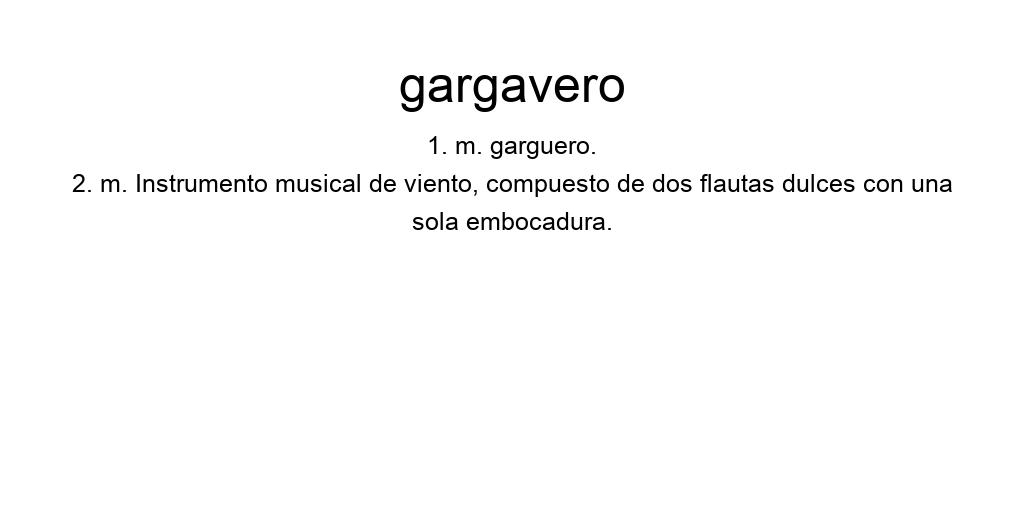 gargavero
1. m. garguero.
2. m. Instrumento musical de viento, compuesto de dos flautas dulces con una
sola embocadura.